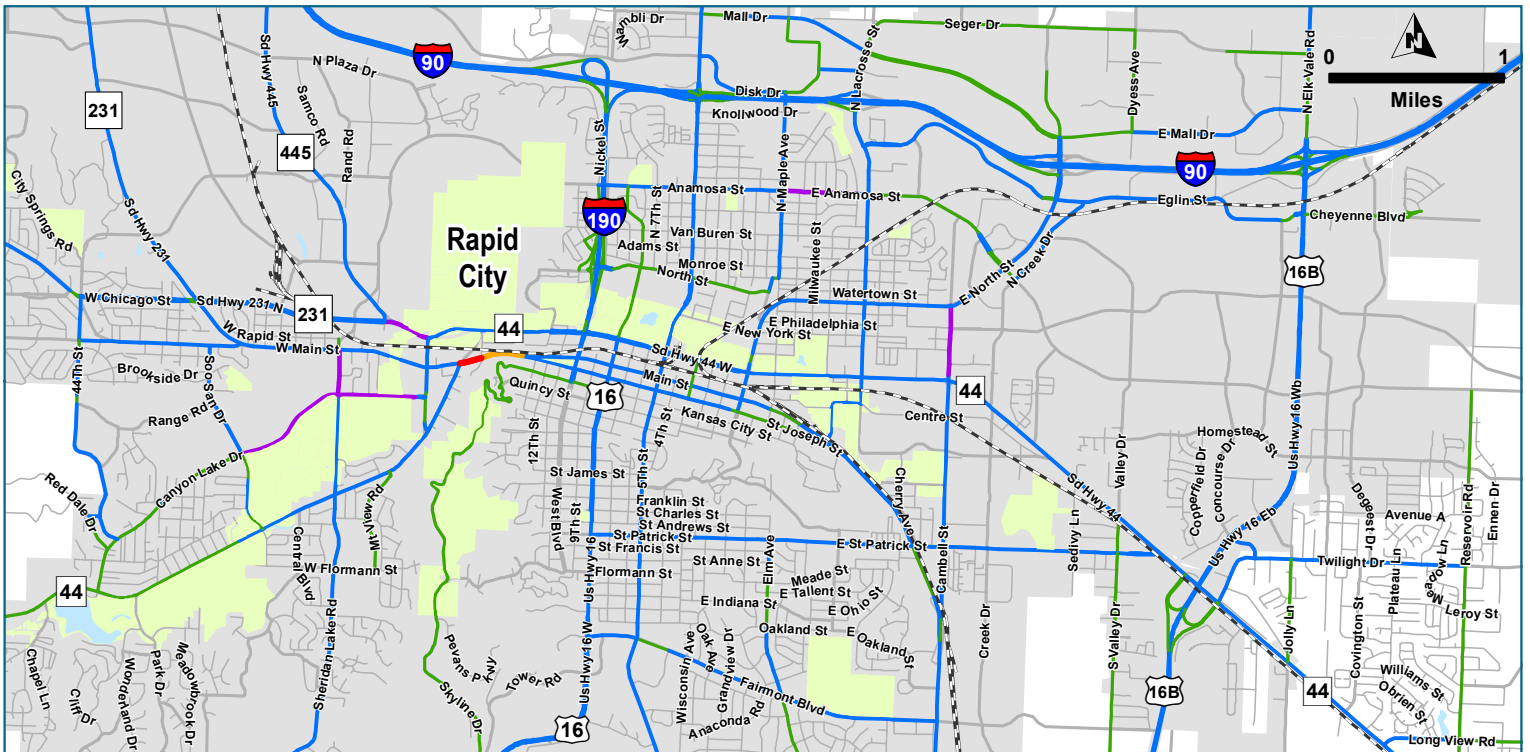 Wambli Dr
Mall Dr
Seger Dr
N Lacrosse St
0
1
Miles
N
N Elk Vale Rd
Dyess Ave
90
N Plaza Dr
Sd Hwy 445
Samco Rd
Rand Rd
231
445
Disk Dr
Knollwood Dr
Nickel St
N Maple Ave
E Mall Dr
90
Anamosa St
E Anamosa St
Eglin St
Cheyenne Blvd
City Springs Rd
Sd Hwy 231
190
N 7Th St
Rapid
City
Van Buren St
Adams St
Monroe St
North St
Milwaukee St
Watertown St
E North St
N Creek Dr
16B
W Chicago St
Sd Hwy 231 N
231
44
E Philadelphia St
E New York St
W Rapid St
W Main St
Sd Hwy 44 W
44Th St
Brookside Dr
Soo San Dr
Range Rd
Main St
Quincy St
16
44
Centre St
Kansas City St
St Joseph St
4Th St
12Th St
Us Hwy 16 Wb
Homestead St
Copperfield Dr
Concourse Dr
Valley Dr
Canyon Lake Dr
Red Dale Dr
St James St
5Th St
West Blvd
9Th St
Mt View Rd
Franklin St
St Charles St
St Andrews St
St Patrick St
St Francis St
Cherry Ave
E St Patrick St
Cambell St
Sd Hwy 44
Sedivy Ln
Us Hwy 16 Eb
Degeest Dr
Avenue A
Reservoir Rd
Ennen Dr
Plateau Ln
Meadow Ln
Twilight Dr
Leroy St
Central Blvd
W Flormann St
Flormann St
Us Hwy 16
St Anne St
Elm Ave
Meade St
E Tallent St
E Indiana St
E Ohio St
Oakland St
E Oakland St
44
Creek Dr
S Valley Dr
Jolly Ln
Covington St
Williams St
Obrien St
Sheridan Lake Rd
Chapel Ln
Cliff Dr
Wonderland Dr
Park Dr
Meadowbrook Dr
Pevans Pkwy
Skyline Dr
Tower Rd
Us Hwy 16 W
16
Wisconsin Ave
Oak Ave
Grandview Dr
Fairmont Blvd
Anaconda Rd
16B
44
Long View Rd